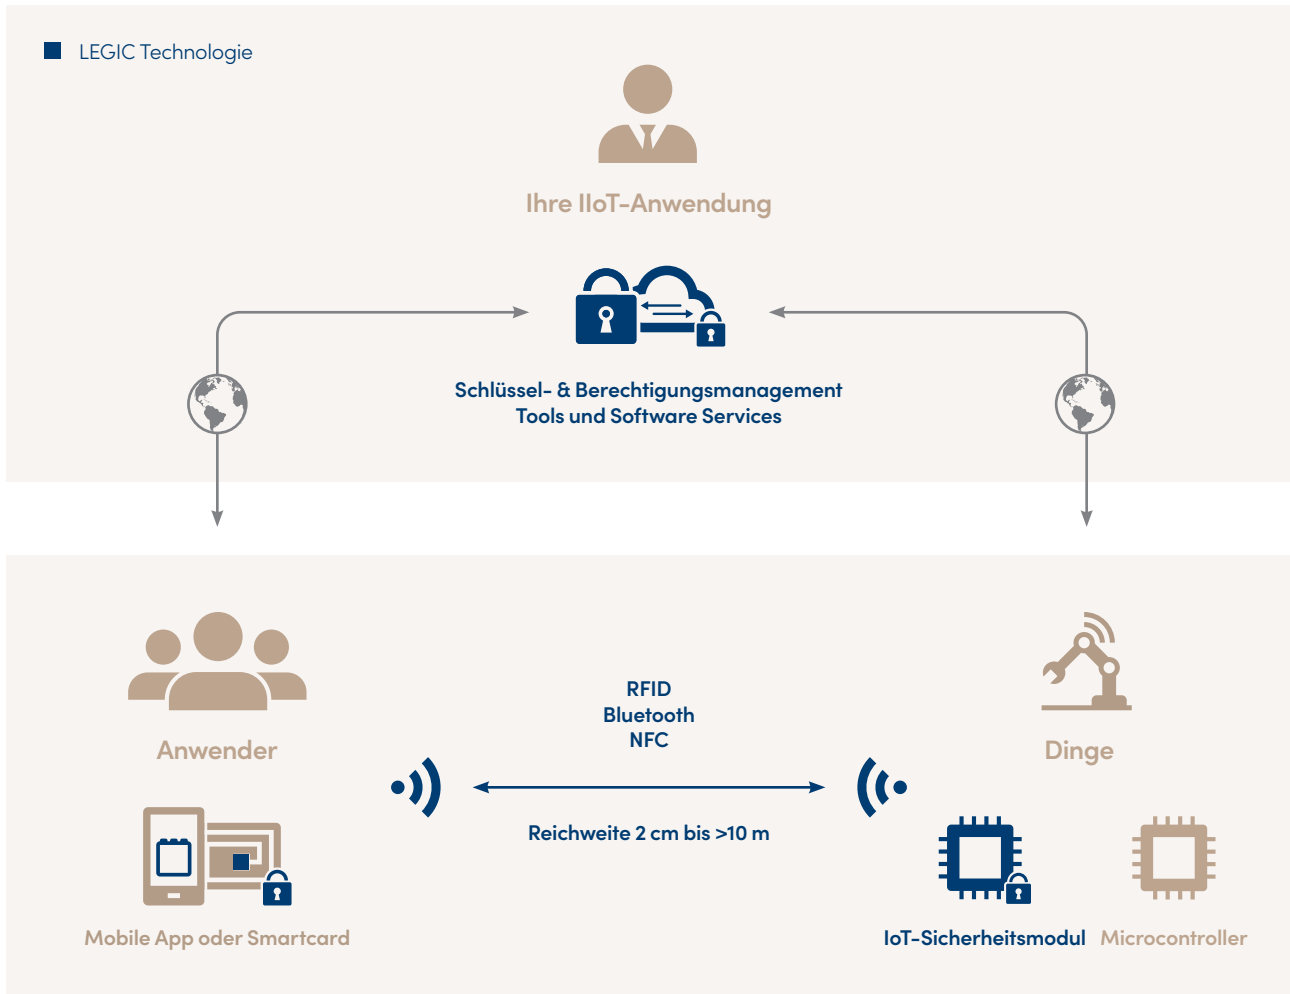 LEGIC Technologie
Ihre IIoT-Anwendung
Schlüssel- & Berechtigungsmanagement
Tools und Software Services
RFID
Bluetooth
NFC
Anwender
Dinge
Reichweite 2 cm bis >10 m
Mobile App oder Smartcard
IoT-Sicherheitsmodul
Microcontroller